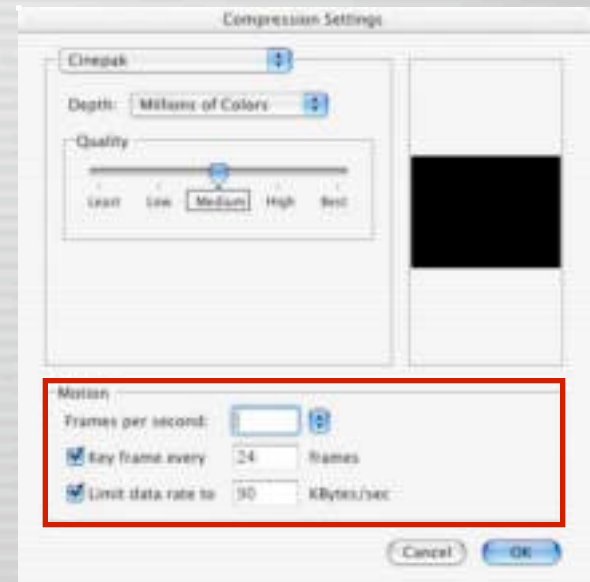 Compression Settings
Cinepak
Depth: Millions of Colors
Quality
Least Low Medium High Best
Motion
Frames per second:
Key frame every 24 frames
Limit data rate to 90 KBytes/sec
Cancel OK